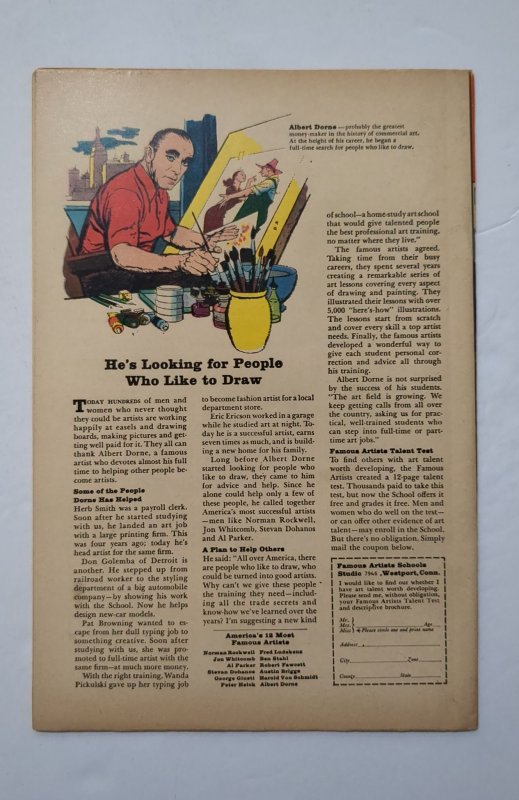 Albert Dorne—probably the greatest
money-maker in the history of commercial art.
At the height of his career, he began a
full-time search for people who like to draw.
He's Looking for People
Who Like to Draw
TODAY HUNDREDS of men and
women who never thought
they could be artists are working
happily at easels and drawing
boards, making pictures and get-
ting well paid for it. They all can
thank Albert Dorne, a famous
artist who devotes almost his full
time to helping other people be-
come artists.
Some of the People
Dorne Has Helped
Herb Smith was a payroll clerk.
Soon after he started studying
with us, he landed an art job
with a large printing firm. This
was four years ago; today he's
head artist for the same firm.
Don Golemba of Detroit is
another. He stepped up from
railroad worker to the styling
department of a big automobile
company—by showing his work
with the School. Now he helps
design new-car models.
Pat Browning wanted to es-
cape from her dull typing job to
something creative. Soon after
studying with us, she was pro-
moted to full-time artist with the
same firm—at much more money.
With the right training, Wanda
Pickulski gave up her typing job
to become fashion artist for a local
department store.
Eric Ericson worked in a garage
while he studied art at night. To-
day he is a successful artist, earns
seven times as much, and is build-
ing a new home for his family.
Long before Albert Dorne
started looking for people who
like to draw, they came to him
for advice and help. Since he
alone could help only a few of
these people, he called together
America's most successful artists
—men like Norman Rockwell,
Jon Whitcomb, Stevan Dohanos
and Al Parker.
A Plan to Help Others
He said: "All over America, there
are people who like to draw, who
could be turned into good artists.
Why can't we give these people
the training they need—includ-
ing all the trade secrets and
know-how we've learned over the
years? I'm suggesting a new kind
America's 12 Most
Famous Artists
Norman Rockwell Fred Ludekens
Jon Whitcomb Ben Stahl
Al Parker Robert Fawcett
Stevan Dohanos Austin Briggs
George Giusti Harold Von Schmidt
Peter Helck Albert Dorne
of school—a home-study art school
that would give talented people
the best professional art training,
no matter where they live."
The famous artists agreed.
Taking time from their busy
careers, they spent several years
creating a remarkable series of
art lessons covering every aspect
of drawing and painting. They
illustrated their lessons with over
5,000 "here's-how" illustrations.
The lessons start from scratch
and cover every skill a top artist
needs. Finally, the famous artists
developed a wonderful way to
give each student personal cor-
rection and advice all through
his training.
Albert Dorne is not surprised
by the success of his students.
"The art field is growing. We
keep getting calls from all over
the country, asking us for prac-
tical, well-trained students who
can step into full-time or part-
time art jobs."
Famous Artists Talent Test
To find others with art talent
worth developing, the Famous
Artists created a 12-page talent
test. Thousands paid to take this
test, but now the School offers it
free and grades it free. Men and
women who do well on the test—
or can offer other evidence of art
talent—may enroll in the School.
But there's no obligation. Simply
mail the coupon below.
Famous Artists Schools
Studio , Westport, Conn.
I would like to find out whether I
have art talent worth developing.
Please send me, without obligation,
your Famous Artists Talent Test
and descriptive brochure.
Mr.
Mrs. Age
Miss Please circle one and print name
Address
City Zone
County State